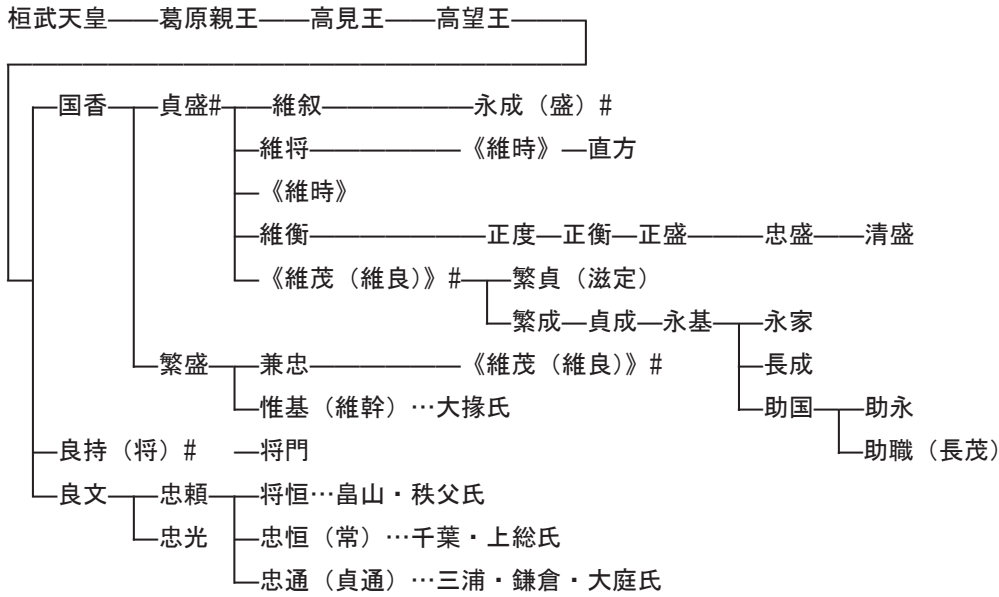 桓武天皇――葛原親王――高見王――高望王
国香 貞盛# 維叙 永成（盛）#
維将 《維時》 直方
《維時》
維衡 正度 正衡 正盛 忠盛 清盛
《維茂（維良）》# 繁貞（滋定）
繁成 貞成 永基 永家
繁盛 兼忠 《維茂（維良）》# 長成
惟基（維幹）…大掾氏 助国 助永
良持（将）# 将門 助職（長茂）
良文 忠頼 将恒…畠山・秩父氏
忠光 忠恒（常）…千葉・上総氏
忠通（貞通）…三浦・鎌倉・大庭氏